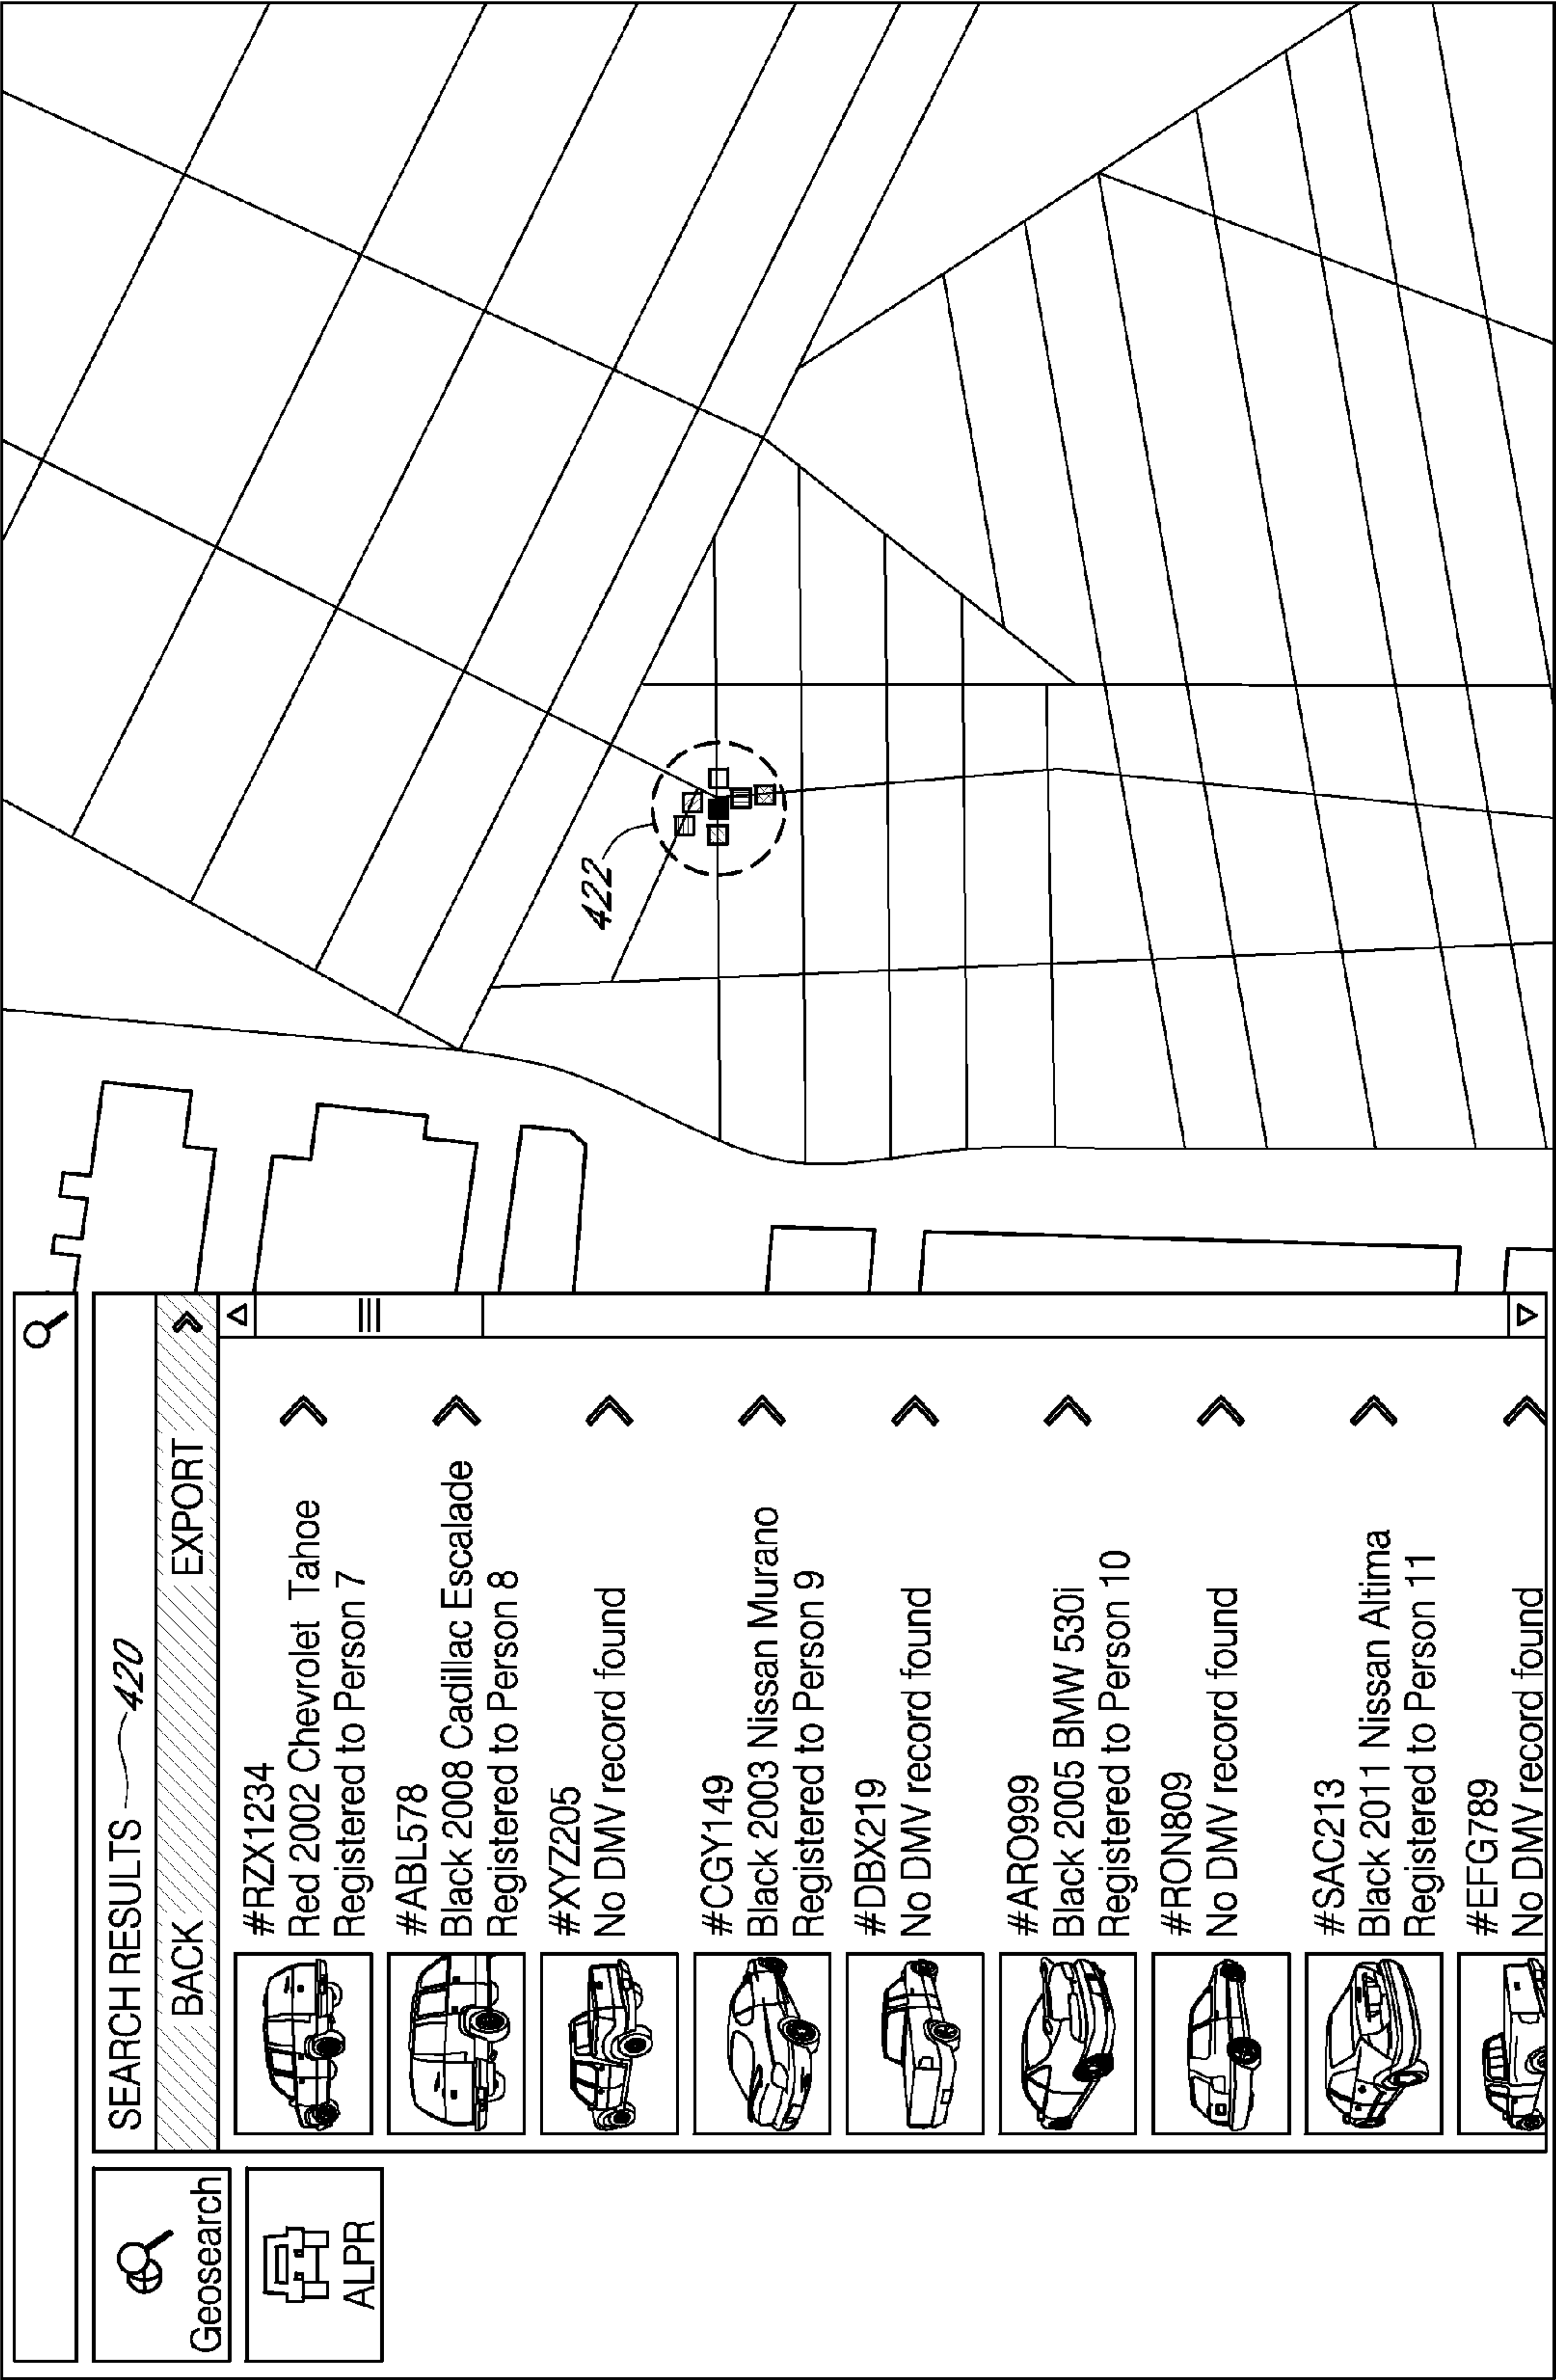 Geosearch
ALPR
SEARCH RESULTS 420
BACK EXPORT
#RZX1234
Red 2002 Chevrolet Tahoe
Registered to Person 7
#ABL578
Black 2008 Cadillac Escalade
Registered to Person 8
#XYZ205
No DMV record found
#CGY149
Black 2003 Nissan Murano
Registered to Person 9
#DBX219
No DMV record found
#ARO999
Black 2005 BMW 530i
Registered to Person 10
#RON809
No DMV record found
#SAC213
Black 2011 Nissan Altima
Registered to Person 11
#EFG789
No DMV record found
422